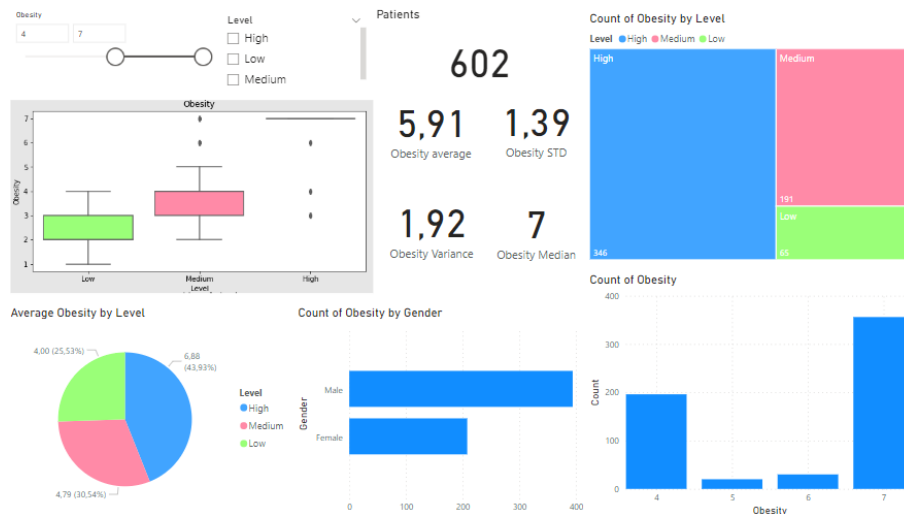 Obesity
4
7
Level
High
Low
Medium
Patients
602
5,91
Obesity average
1,39
Obesity STD
1,92
Obesity Variance
7
Obesity Median
Count of Obesity by Level
Level High Medium Low
High
346
Medium
191
Low
65
Obesity
Obesity
7
6
5
4
3
2
1
Low
Medium
High
Level
Average Obesity by Level
4,00 (25,53%)
6,88
(43,93%)
4,79 (30,54%)
Level
High
Medium
Low
Count of Obesity by Gender
Gender
Male
Female
0
100
200
300
400
Count of Obesity
Count
400
300
200
100
0
4
5
6
7
Obesity